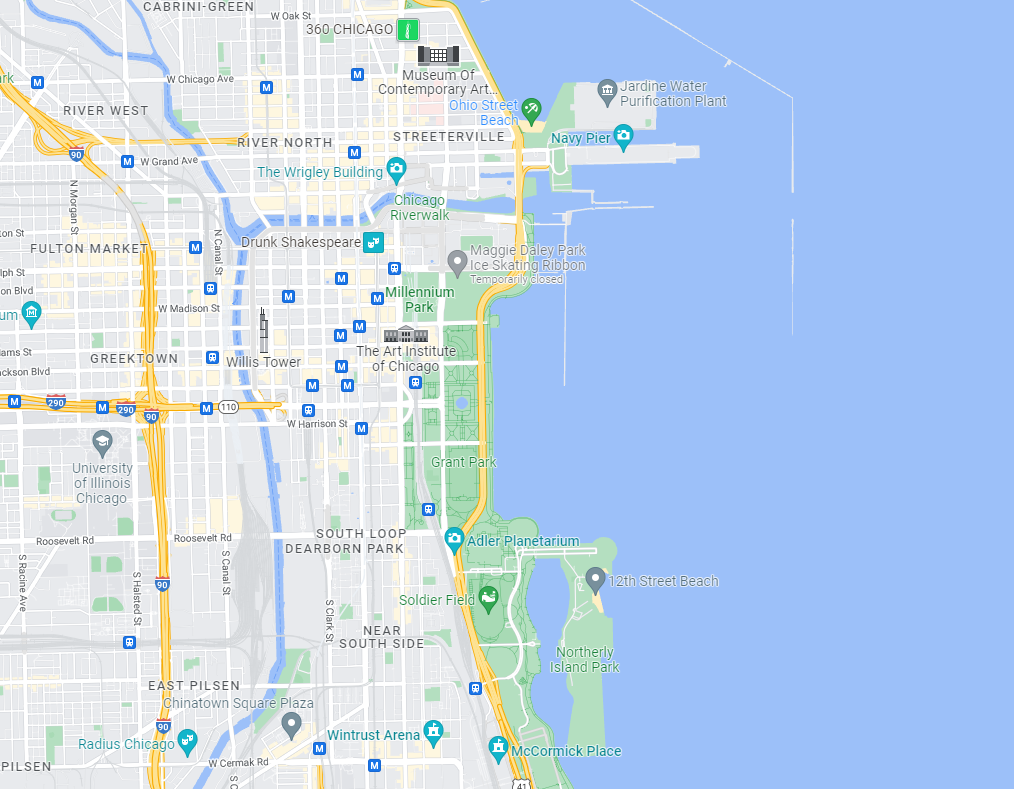 CABRINI-GREEN
W Oak St
360 CHICAGO
Museum Of
Contemporary Art...
W Chicago Ave
M
M
M
Jardine Water
Purification Plant
Ohio Street
Beach
RIVER WEST
STREETERVILLE
Navy Pier
RIVER NORTH
90
M
W Grand Ave
M
The Wrigley Building
N Morgan St
Chicago
Riverwalk
N Canal St
Drunk Shakespeare
FULTON MARKET
M
Maggie Daley Park
Ice Skating Ribbon
Temporarily closed
M
M
M
Millennium
Park
W Madison St
M
M
The Art Institute
of Chicago
GREEKTOWN
Willis Tower
ckson Blvd
M
M
M
M
290
M
290
90
M
110
W Harrison St
M
University
of Illinois
Chicago
Grant Park
Roosevelt Rd
Roosevelt Rd
SOUTH LOOP
DEARBORN PARK
Adler Planetarium
S Racine Ave
S Halsted St
S Canal St
90
12th Street Beach
Soldier Field
S Clark St
NEAR
SOUTH SIDE
Northerly
Island Park
EAST PILSEN
Chinatown Square Plaza
90
Radius Chicago
Wintrust Arena
McCormick Place
M
PILSEN
W Cermak Rd
M
41